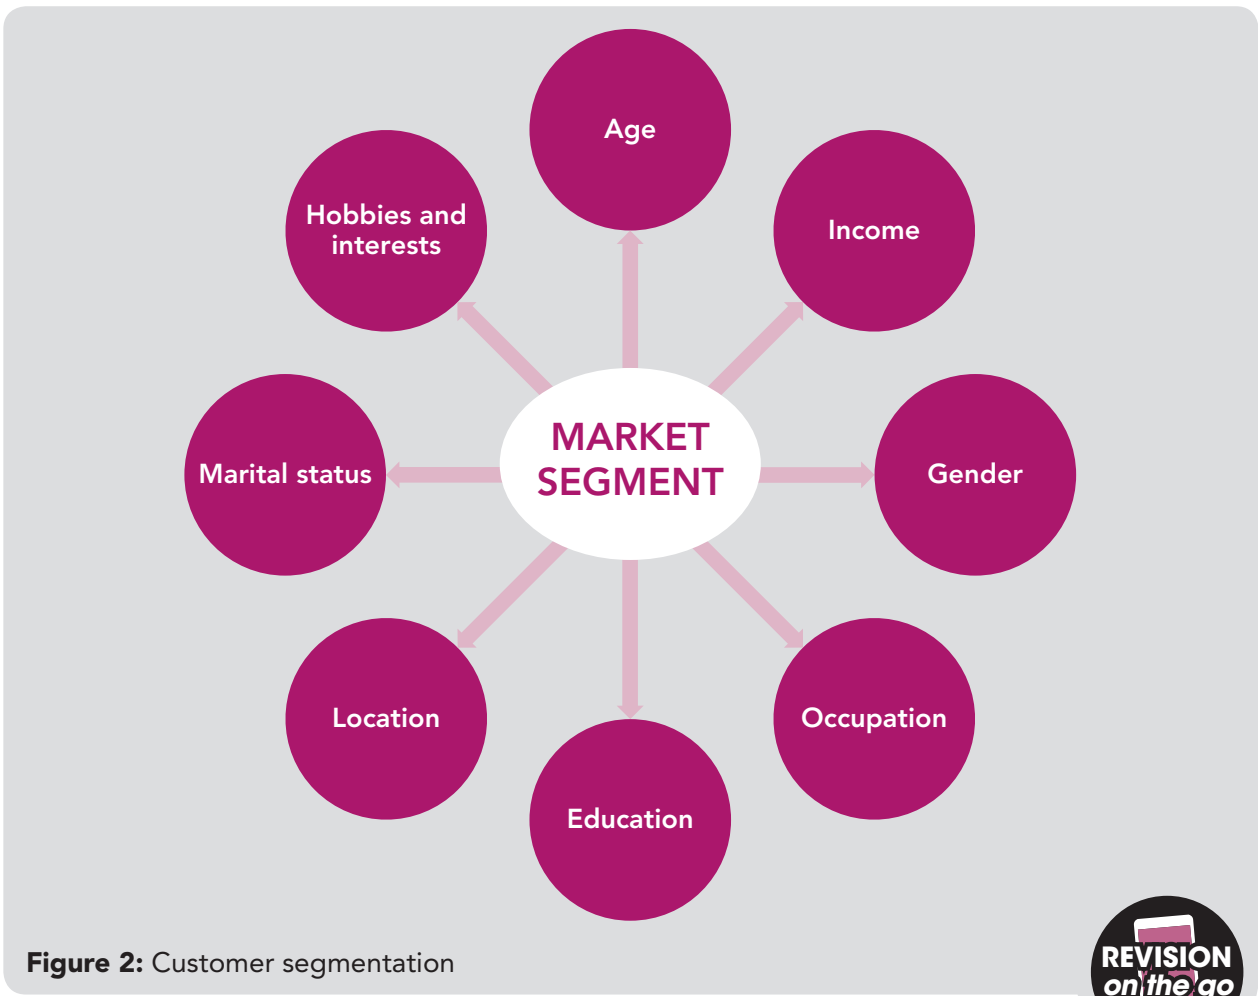 Age
Income
Hobbies and
interests
MARKET
SEGMENT
Gender
Marital status
Location
Occupation
Education
Figure 2: Customer segmentation
REVISION
on the go